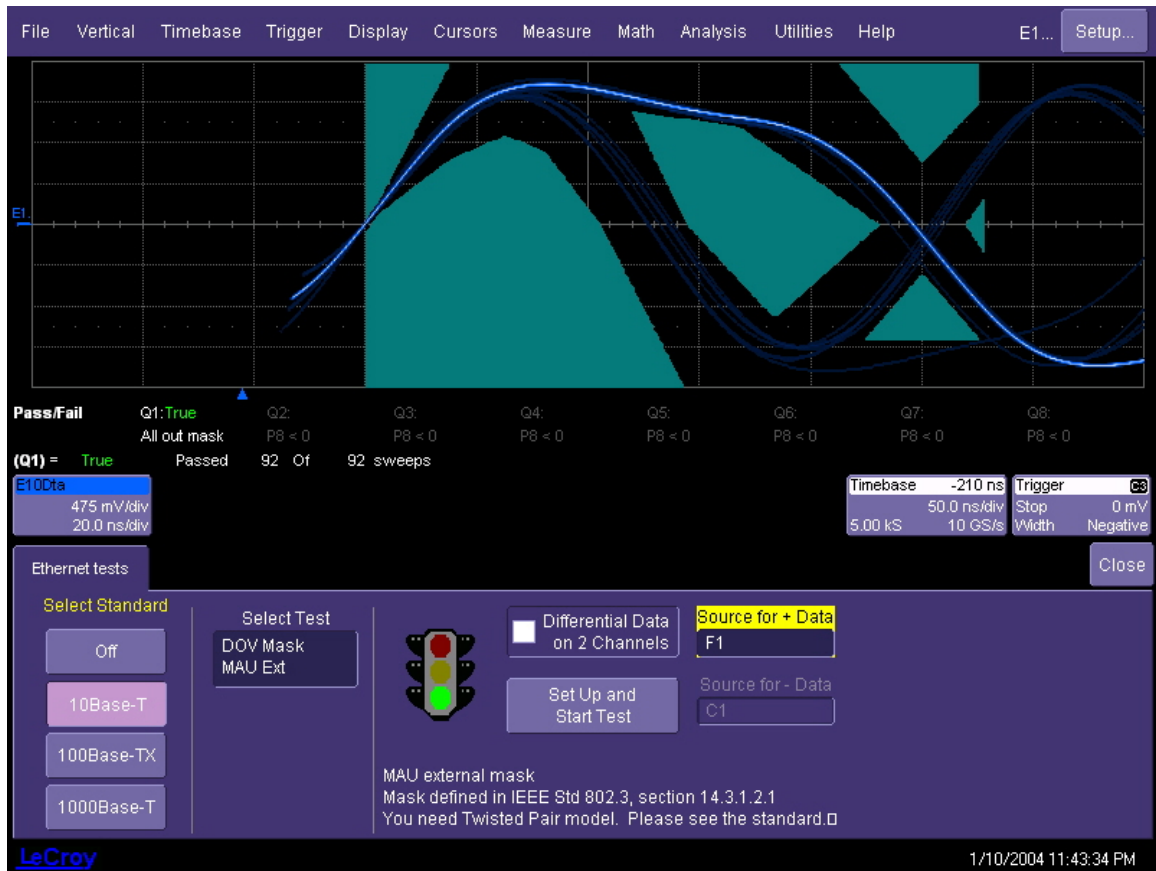 File Vertical Timebase Trigger Display Cursors Measure Math Analysis Utilities Help E1... Setup...
E1.
Pass/Fail Q1:True Q2: Q3: Q4: Q5: Q6: Q7: Q8:
All out mask P8 < 0 P8 < 0 P8 < 0 P8 < 0 P8 < 0 P8 < 0 P8 < 0
(Q1) = True Passed 92 Of 92 sweeps
E10Dta
475 mV/div
20.0 ns/div
Timebase -210 ns
50.0 ns/div
5.00 kS 10 GS/s
Trigger C3
Stop 0 mV
Width Negative
Ethernet tests
Close
Select Standard
Off
10Base-T
100Base-TX
1000Base-T
Select Test
DOV Mask
MAU Ext
Differential Data
on 2 Channels
Set Up and
Start Test
Source for + Data
F1
Source for - Data
C1
MAU external mask
Mask defined in IEEE Std 802.3, section 14.3.1.2.1
You need Twisted Pair model. Please see the standard.
LeCroy
1/10/2004 11:43:34 PM